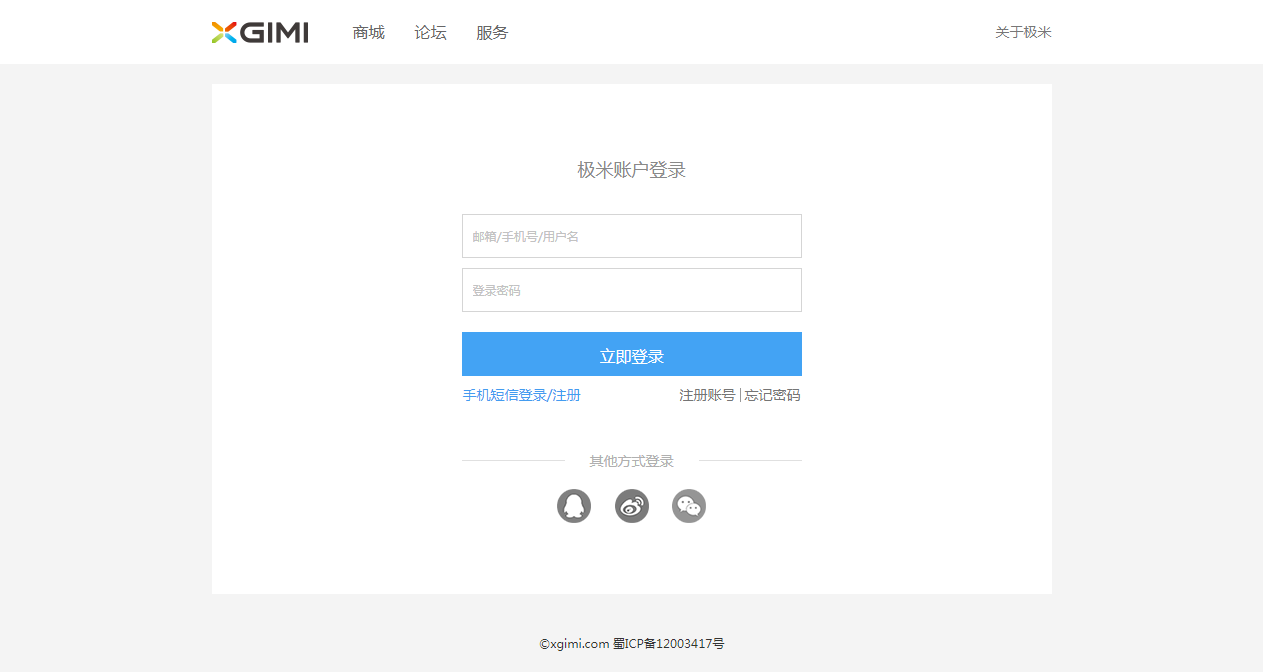 XGIMI 商城 论坛 服务 关于极米
极米账户登录
邮箱/手机号/用户名
登录密码
立即登录
手机短信登录/注册 注册账号|忘记密码
其他方式登录
©xgimi.com 蜀ICP备12003417号